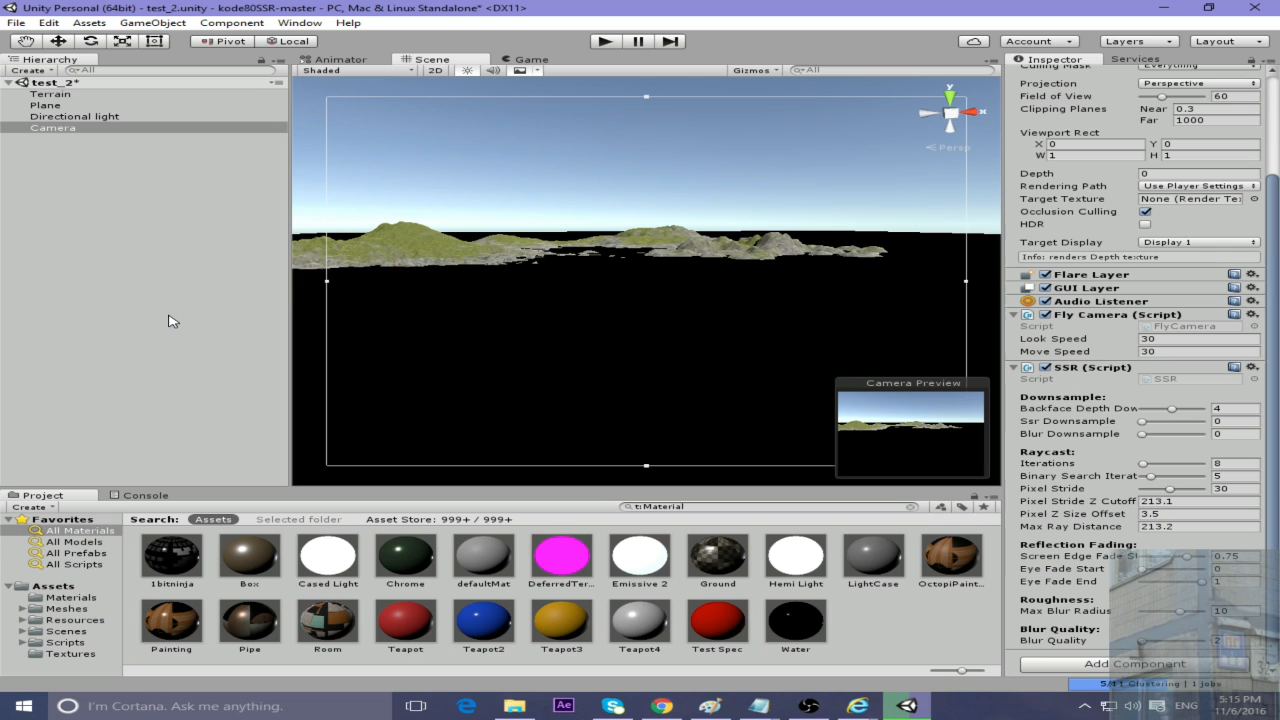 Unity Personal (64bit) - test_2.unity - kode80SSR-master - PC, Mac & Linux Standalone* <DX11>
File Edit Assets GameObject Component Window Help
Pivot Local Account Layers Layout
Hierarchy
Create All
test_2*
Terrain
Plane
Directional light
Camera
Animator Scene Game
Shaded 2D Gizmos All
y
x
Persp
Camera Preview
Inspector Services
Culling Mask Everything
Projection Perspective
Field of View 60
Clipping Planes Near 0.3
Far 1000
Viewport Rect
X 0 Y 0
W 1 H 1
Depth 0
Rendering Path Use Player Settings
Target Texture None (Render Te
Occlusion Culling
HDR
Target Display Display 1
Info: renders Depth texture
Flare Layer
GUI Layer
Audio Listener
Fly Camera (Script)
Script FlyCamera
Look Speed 30
Move Speed 30
SSR (Script)
Script SSR
Downsample:
Backface Depth Dow 4
Ssr Downsample 0
Blur Downsample 0
Raycast:
Iterations 8
Binary Search Iterat 5
Pixel Stride 30
Pixel Stride Z Cutoff 213.1
Pixel Z Size Offset 3.5
Max Ray Distance 213.2
Reflection Fading:
Screen Edge Fade S 0.75
Eye Fade Start 0
Eye Fade End 1
Roughness:
Max Blur Radius 10
Blur Quality:
Blur Quality 2
Add Component
5/11 Clustering | 1 jobs
Project Console
Create t:Material
Favorites
All Materials
All Models
All Prefabs
All Scripts
Assets
Materials
Meshes
Resources
Scenes
Scripts
Textures
Search: Assets Selected folder Asset Store: 999+ / 999+
1bitninja Box Cased Light Chrome defaultMat DeferredTer... Emissive 2 Ground Hemi Light LightCase OctopiPaint...
Painting Pipe Room Teapot Teapot2 Teapot3 Teapot4 Test Spec Water
I'm Cortana. Ask me anything.
Ae
ENG
5:15 PM
11/6/2016